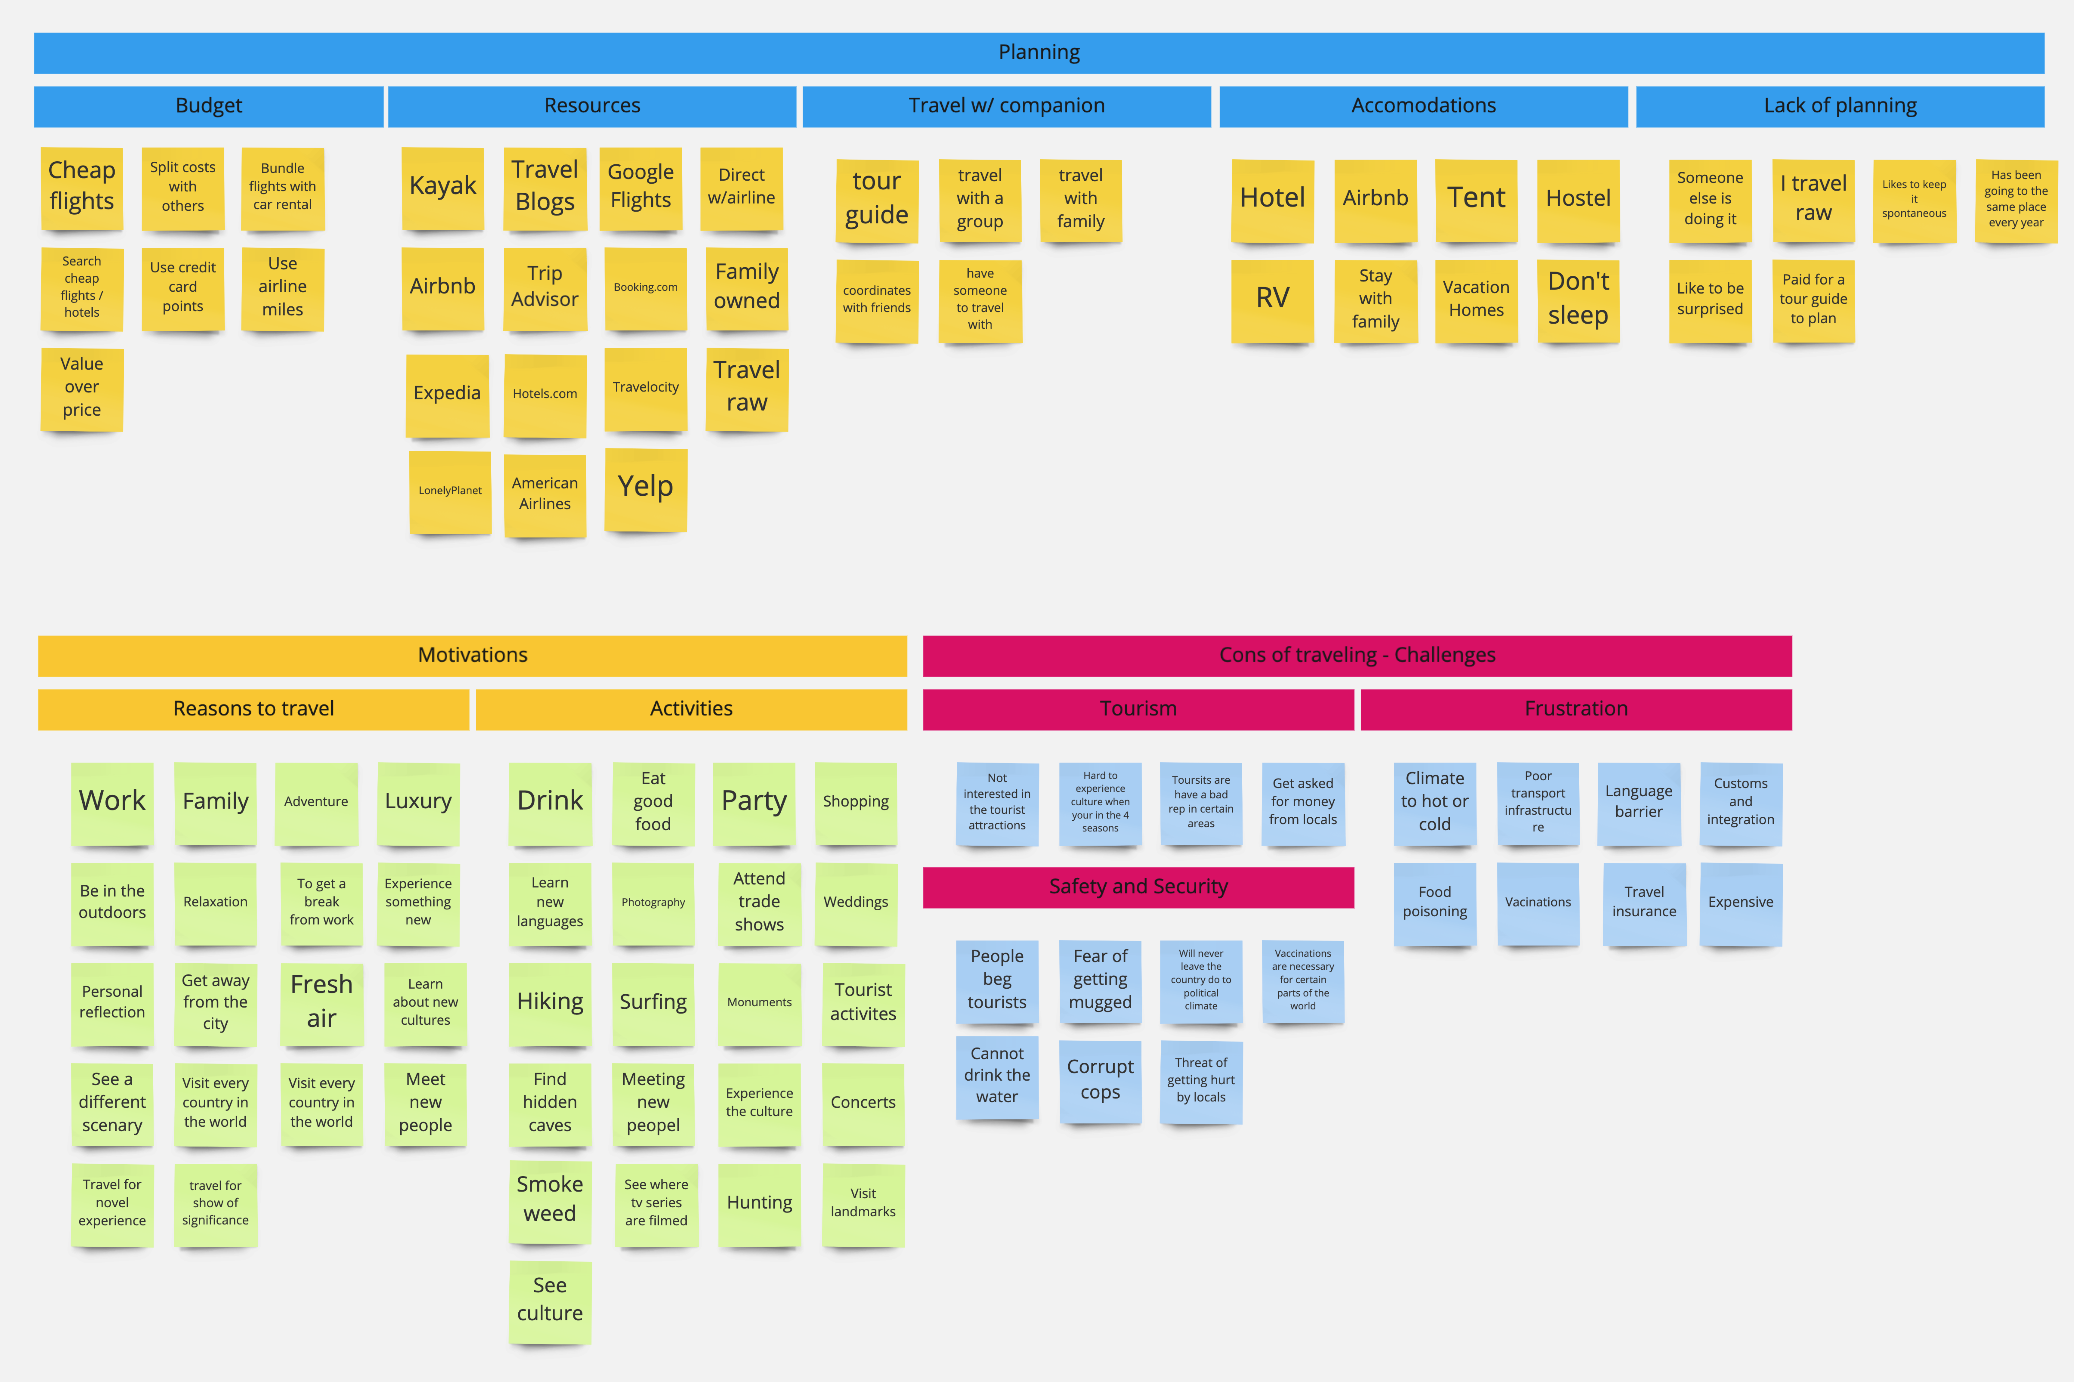 Planning
Budget
Resources
Travel w/ companion
Accomodations
Lack of planning
Cheap
flights
Split costs
with
others
Bundle
flights with
car rental
Search
cheap
flights /
hotels
Use credit
card
points
Use
airline
miles
Value
over
price
Kayak
Travel
Blogs
Google
Flights
Direct
w/airline
Airbnb
Trip
Advisor
Booking.com
Family
owned
Expedia
Hotels.com
Travelocity
Travel
raw
LonelyPlanet
American
Airlines
Yelp
tour
guide
travel
with a
group
travel
with
family
coordinates
with friends
have
someone
to travel
with
Hotel
Airbnb
Tent
Hostel
RV
Stay
with
family
Vacation
Homes
Don't
sleep
Someone
else is
doing it
I travel
raw
Likes to keep
it
spontaneous
Has been
going to the
same place
every year
Like to be
surprised
Paid for a
tour guide
to plan
Motivations
Reasons to travel
Activities
Work
Family
Adventure
Luxury
Be in the
outdoors
Relaxation
To get a
break
from work
Experience
something
new
Personal
reflection
Get away
from the
city
Fresh
air
Learn
about new
cultures
See a
different
scenary
Visit every
country in
the world
Visit every
country in
the world
Meet
new
people
Travel for
novel
experience
travel for
show of
significance
Drink
Eat
good
food
Party
Shopping
Learn
new
languages
Photography
Attend
trade
shows
Weddings
Hiking
Surfing
Monuments
Tourist
activites
Find
hidden
caves
Meeting
new
peopel
Experience
the culture
Concerts
Smoke
weed
See where
tv series
are filmed
Hunting
Visit
landmarks
See
culture
Cons of traveling - Challenges
Tourism
Frustration
Not
interested in
the tourist
attractions
Hard to
experience
culture when
your in the 4
seasons
Toursits are
have a bad
rep in certain
areas
Get asked
for money
from locals
Safety and Security
People
beg
tourists
Fear of
getting
mugged
Will never
leave the
country do to
political
climate
Vaccinations
are necessary
for certain
parts of the
world
Cannot
drink the
water
Corrupt
cops
Threat of
getting hurt
by locals
Climate
to hot or
cold
Poor
transport
infrastructu
re
Language
barrier
Customs
and
integration
Food
poisoning
Vacinations
Travel
insurance
Expensive